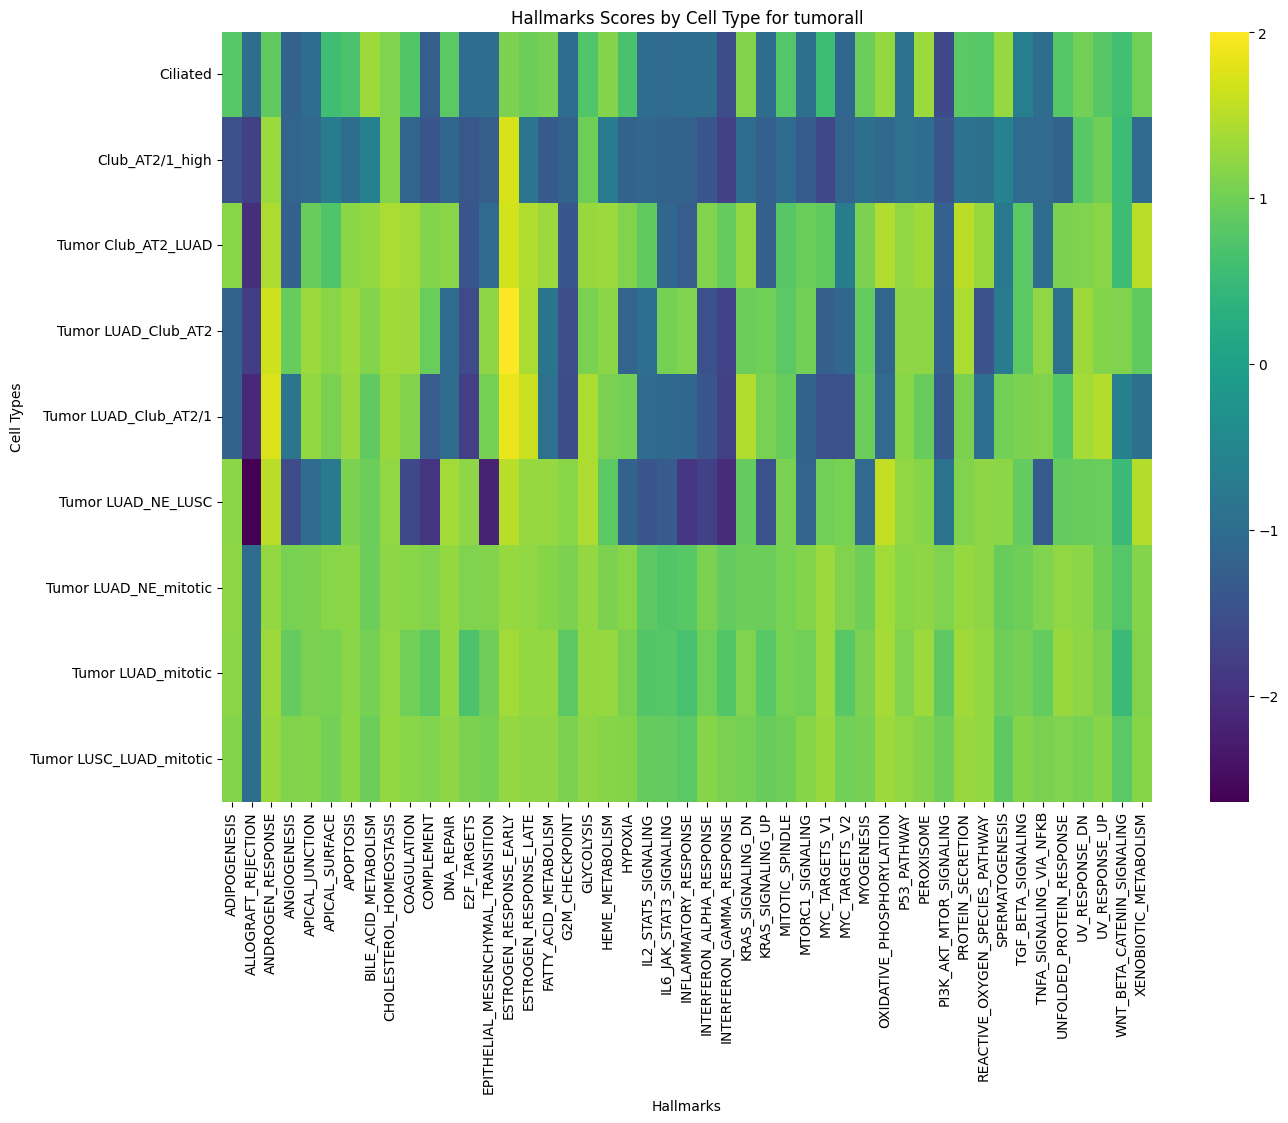 Hallmarks Scores by Cell Type for tumorall
Cell Types
Ciliated
Club_AT2/1_high
Tumor Club_AT2_LUAD
Tumor LUAD_Club_AT2
Tumor LUAD_Club_AT2/1
Tumor LUAD_NE_LUSC
Tumor LUAD_NE_mitotic
Tumor LUAD_mitotic
Tumor LUSC_LUAD_mitotic
2
1
0
−1
−2
ADIPOGENESIS
ALLOGRAFT_REJECTION
ANDROGEN_RESPONSE
ANGIOGENESIS
APICAL_JUNCTION
APICAL_SURFACE
APOPTOSIS
BILE_ACID_METABOLISM
CHOLESTEROL_HOMEOSTASIS
COAGULATION
COMPLEMENT
DNA_REPAIR
E2F_TARGETS
EPITHELIAL_MESENCHYMAL_TRANSITION
ESTROGEN_RESPONSE_EARLY
ESTROGEN_RESPONSE_LATE
FATTY_ACID_METABOLISM
G2M_CHECKPOINT
GLYCOLYSIS
HEME_METABOLISM
HYPOXIA
IL2_STAT5_SIGNALING
IL6_JAK_STAT3_SIGNALING
INFLAMMATORY_RESPONSE
INTERFERON_ALPHA_RESPONSE
INTERFERON_GAMMA_RESPONSE
KRAS_SIGNALING_DN
KRAS_SIGNALING_UP
MITOTIC_SPINDLE
MTORC1_SIGNALING
MYC_TARGETS_V1
MYC_TARGETS_V2
MYOGENESIS
OXIDATIVE_PHOSPHORYLATION
P53_PATHWAY
PEROXISOME
PI3K_AKT_MTOR_SIGNALING
PROTEIN_SECRETION
REACTIVE_OXYGEN_SPECIES_PATHWAY
SPERMATOGENESIS
TGF_BETA_SIGNALING
TNFA_SIGNALING_VIA_NFKB
UNFOLDED_PROTEIN_RESPONSE
UV_RESPONSE_DN
UV_RESPONSE_UP
WNT_BETA_CATENIN_SIGNALING
XENOBIOTIC_METABOLISM
Hallmarks